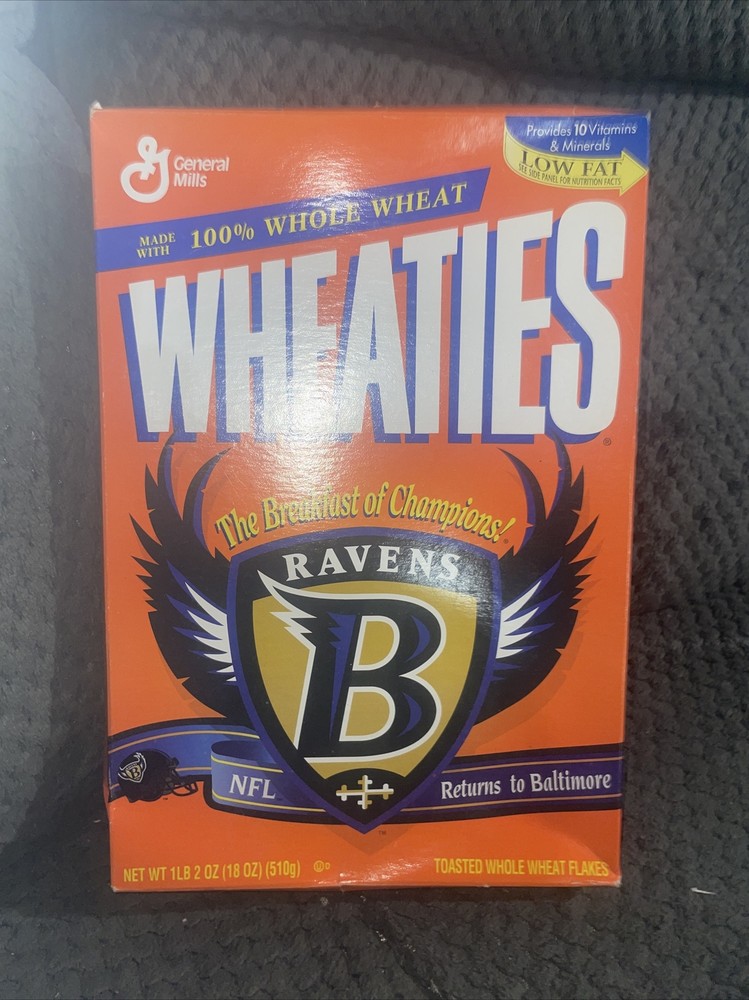 General
Mills
Provides 10 Vitamins
& Minerals
LOW FAT
SEE SIDE PANEL FOR NUTRITION FACTS
MADE
WITH 100% WHOLE WHEAT
WHEATIES
®
The Breakfast of Champions!
RAVENS
B
B
NFL
Returns to Baltimore
TM
NET WT 1LB 2 OZ (18 OZ) (510g) Ⓤ D
TOASTED WHOLE WHEAT FLAKES